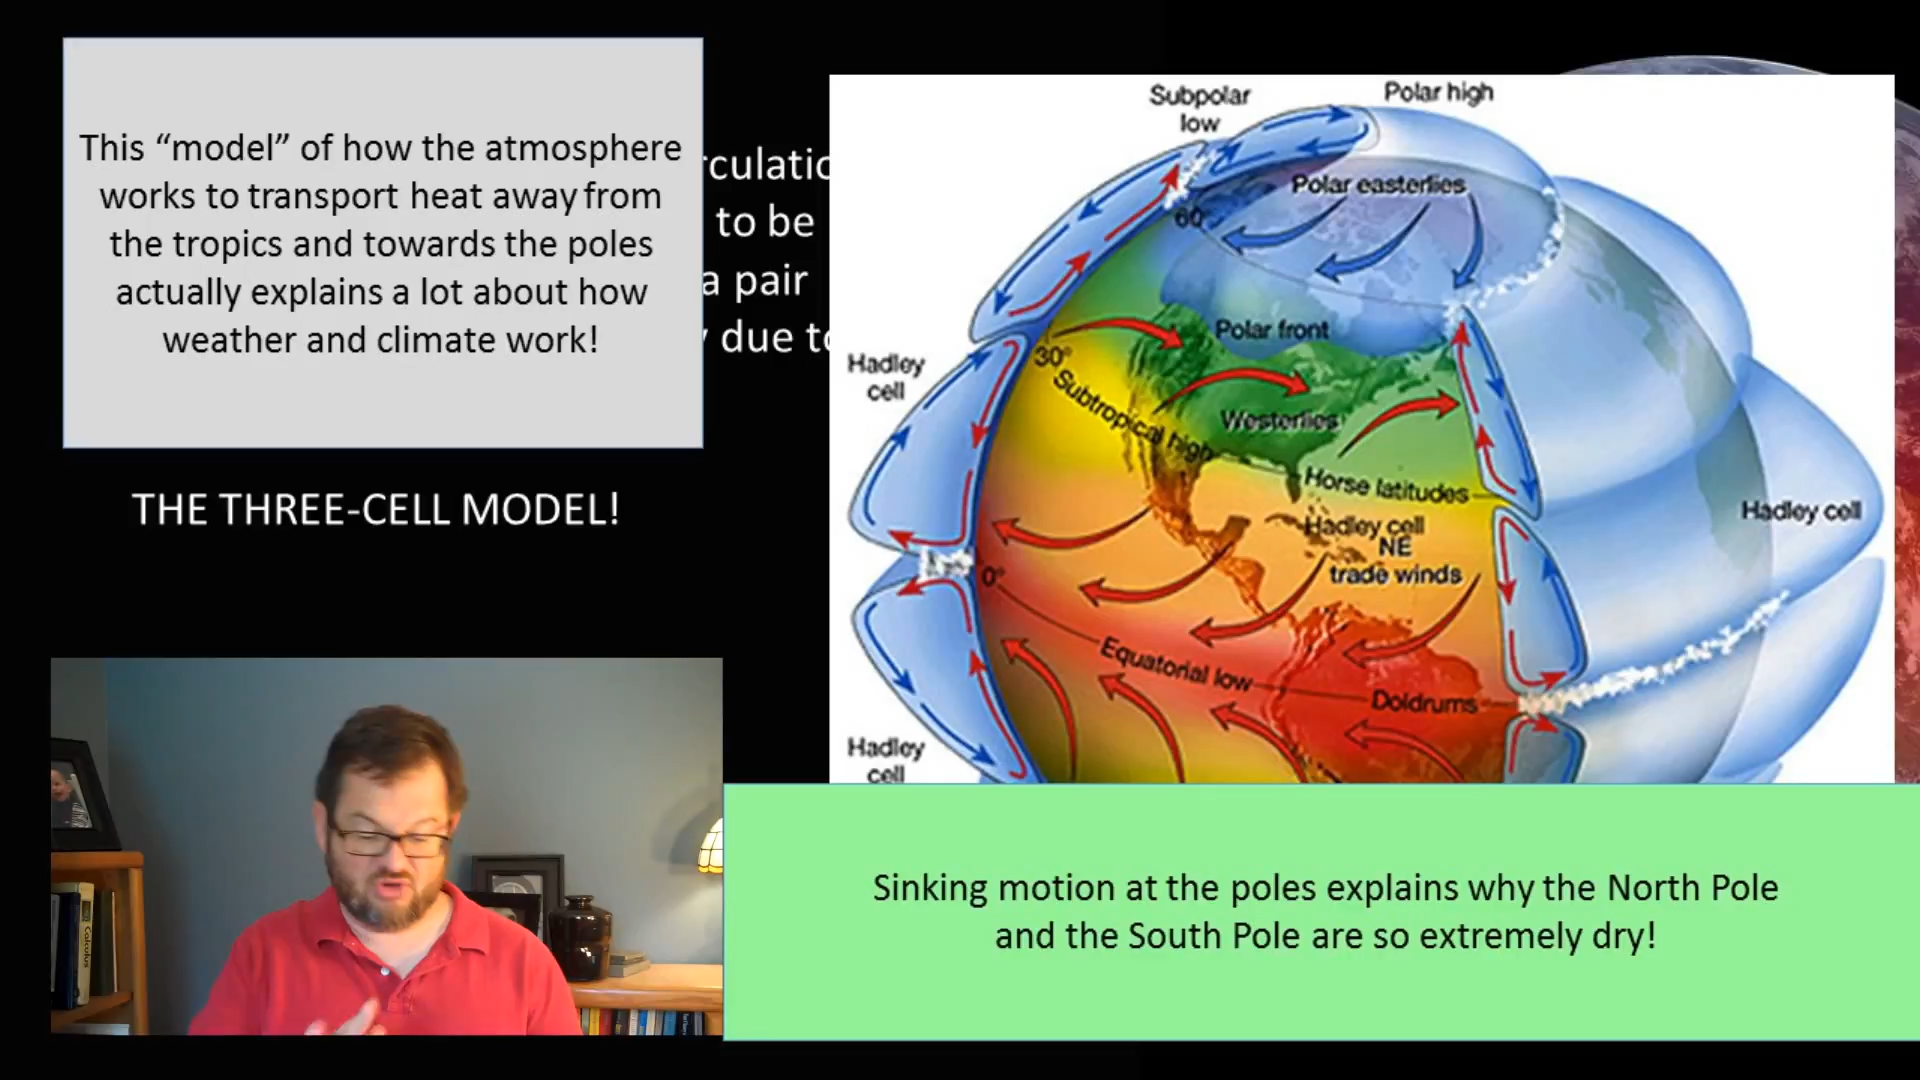 This “model” of how the atmosphere
works to transport heat away from
the tropics and towards the poles
actually explains a lot about how
weather and climate work!
rculatio
to be
a pair
due to
THE THREE-CELL MODEL!
Subpolar
low
Polar high
Polar easterlies
60°
Polar front
30°
Subtropical high
Westerlies
Hadley
cell
Horse latitudes
Hadley cell
NE
trade winds
Hadley cell
0°
Equatorial low
Doldrums
Hadley
cell
Calculus
Sinking motion at the poles explains why the North Pole
and the South Pole are so extremely dry!